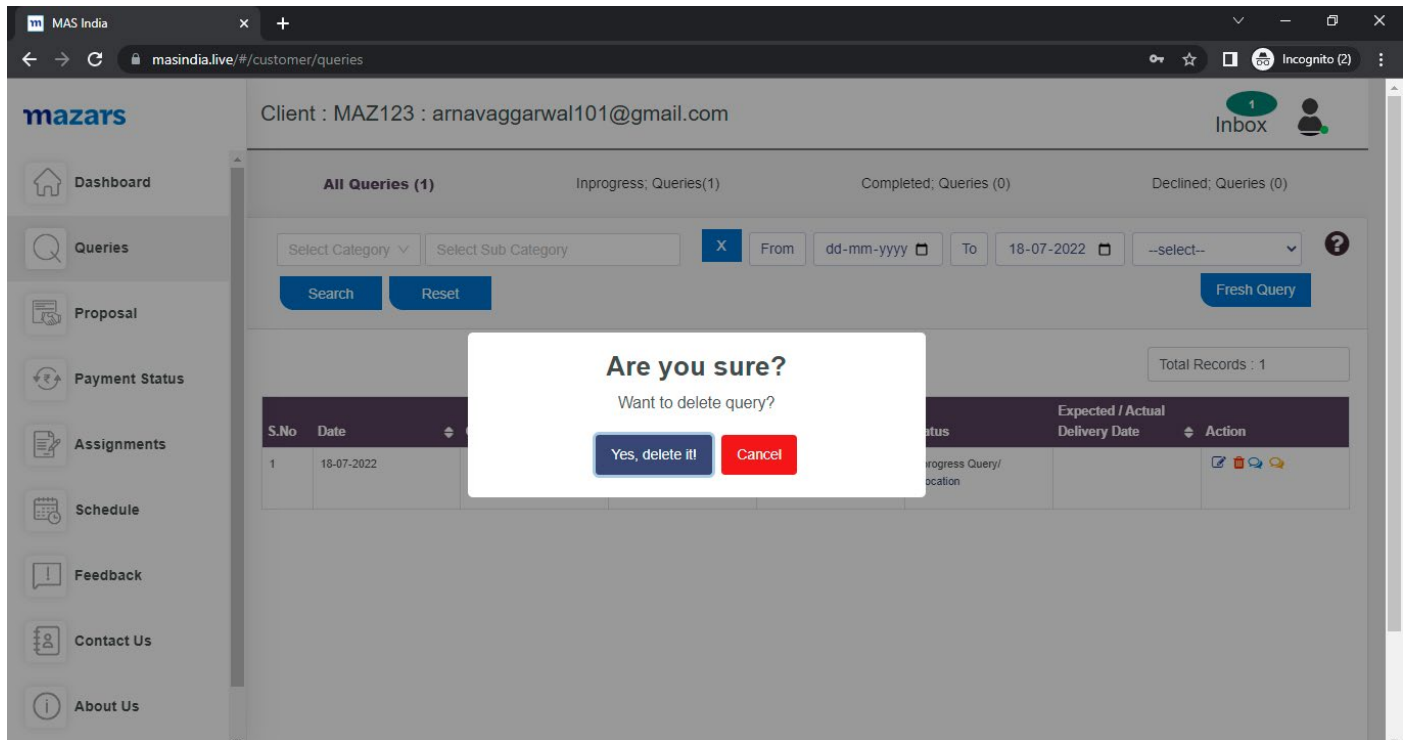 MAS India
masindia.live/#/customer/queries
Incognito (2)
mazars
Client : MAZ123 : arnavaggarwal101@gmail.com
1
Inbox
Dashboard
Queries
Proposal
Payment Status
Assignments
Schedule
Feedback
Contact Us
About Us
All Queries (1) Inprogress; Queries(1) Completed; Queries (0) Declined; Queries (0)
Select Category Select Sub Category X From dd-mm-yyyy To 18-07-2022 --select--
Search Reset Fresh Query
Total Records : 1
Are you sure?
Want to delete query?
Yes, delete it! Cancel
Expected / Actual
S.No Date Delivery Date Action
1 18-07-2022 progress Query/